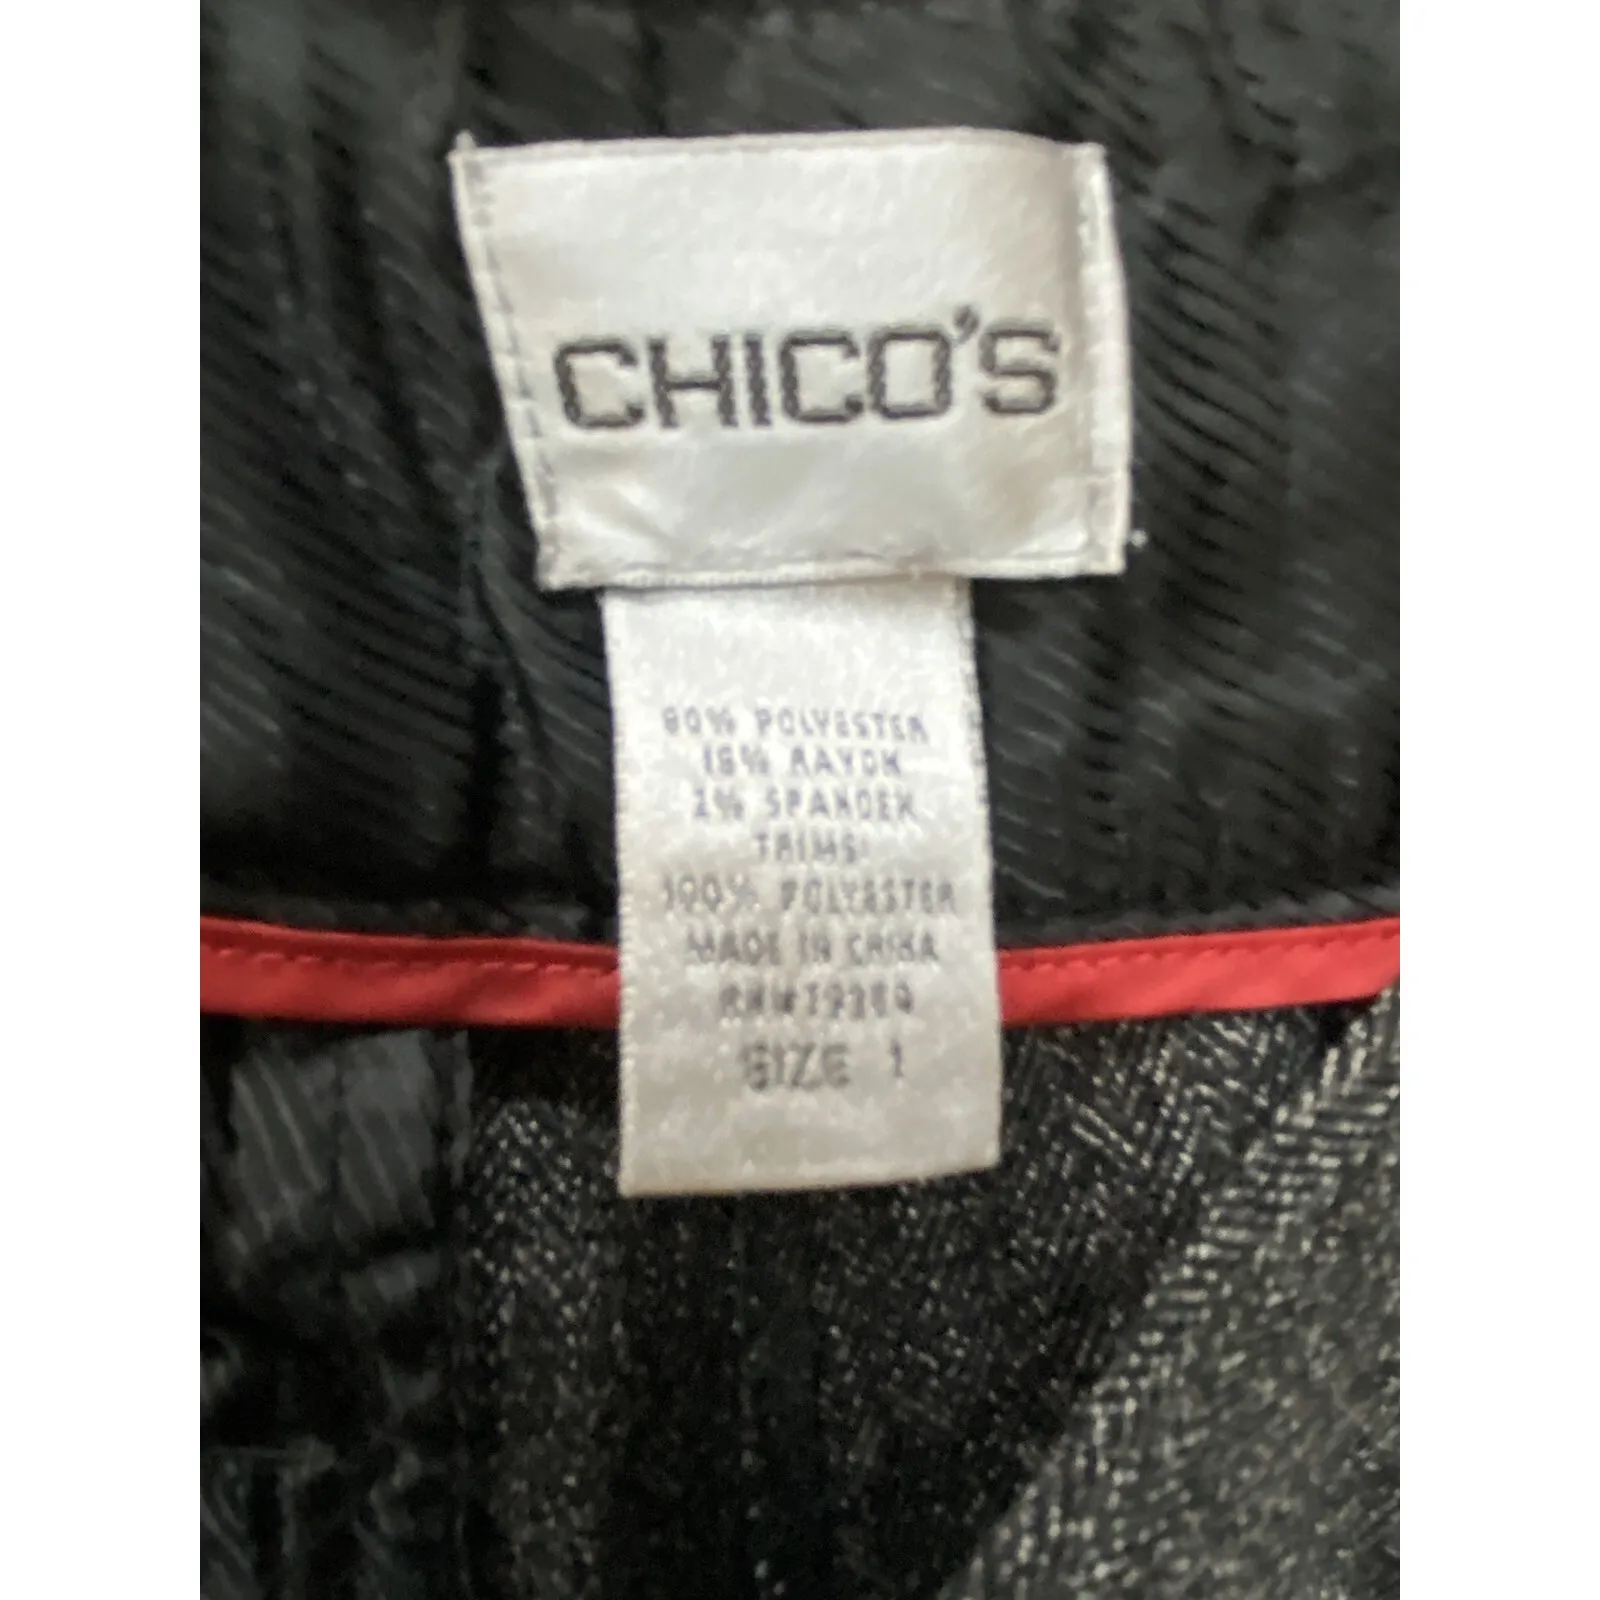 CHICO'S
80% POLYESTER
18% RAYON
2% SPANDEX
TRIMS:
100% POLYESTER
MADE IN CHINA
SIZE 1